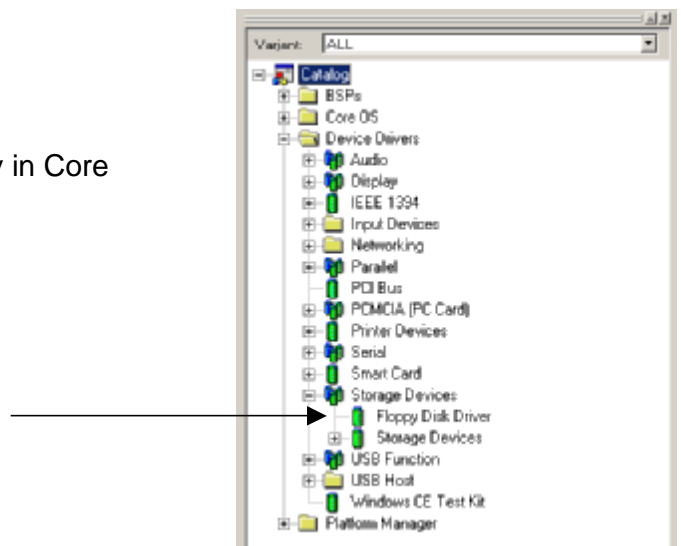 Variant: ALL
Catalog
BSPs
Core OS
Device Drivers
Audio
y in Core
Display
IEEE 1394
Input Devices
Networking
Parallel
PCI Bus
PCMCIA (PC Card)
Printer Devices
Serial
Smart Card
Storage Devices
Floppy Disk Driver
Storage Devices
USB Function
USB Host
Windows CE Test Kit
Platform Manager